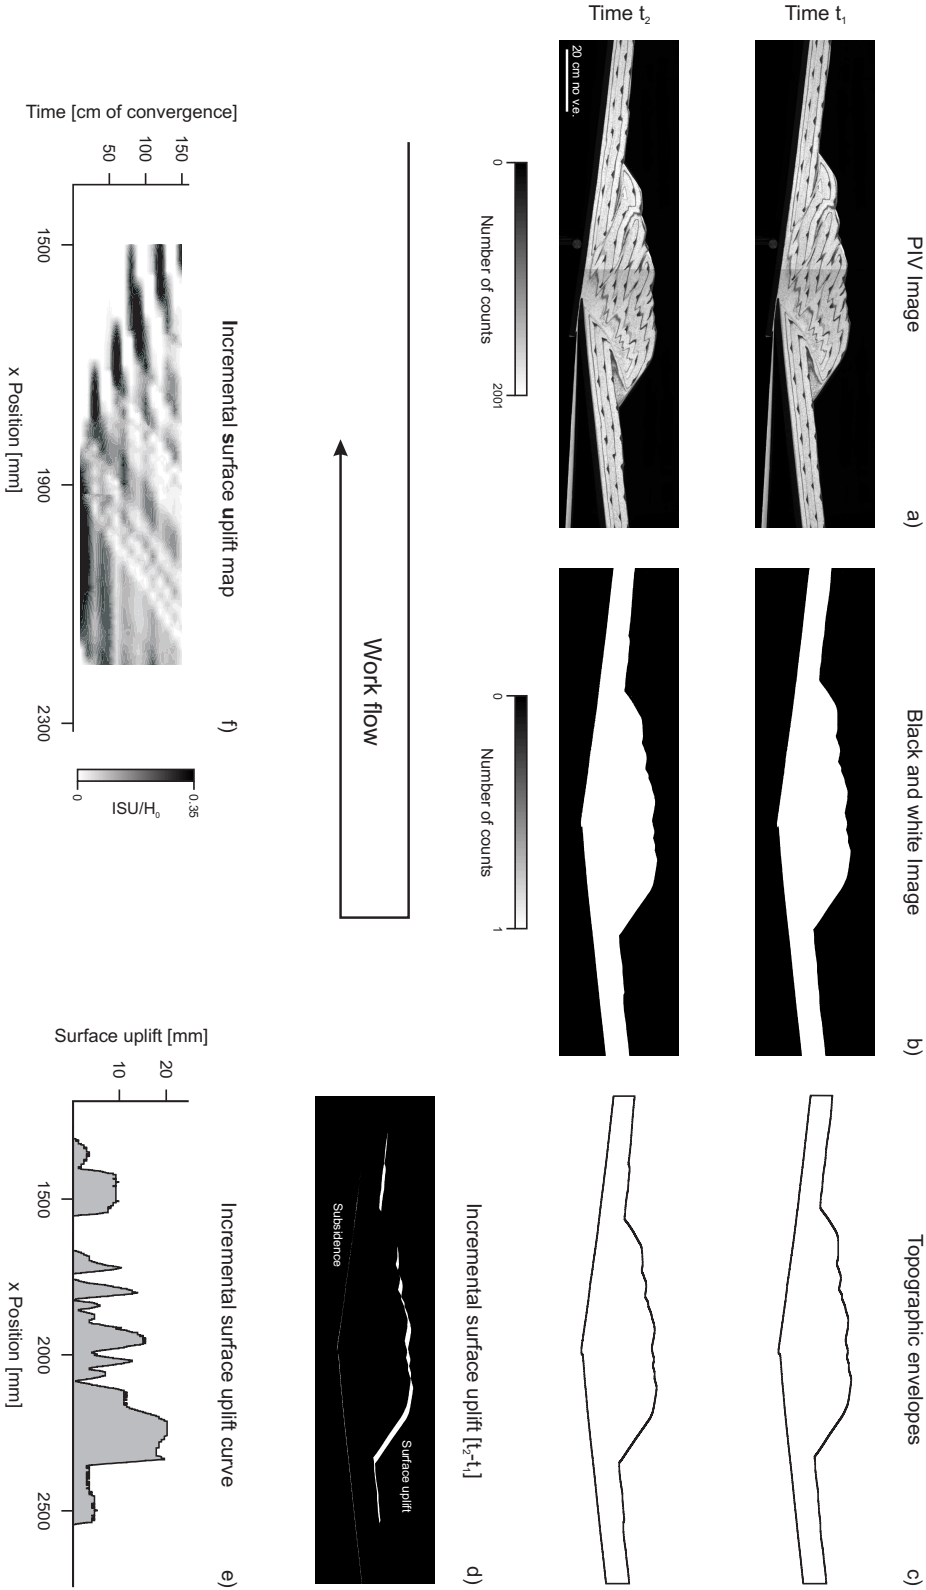 PIV Image
a)
Black and white Image
b)
Topographic envelopes
c)
Time t₁
Time t₂
20 cm no v.e.
0
Number of counts
2001
0
Number of counts
1
Incremental surface uplift [t₂-t₁]
d)
Surface uplift
Subsidence
Work flow
Incremental surface uplift map
f)
Time [cm of convergence]
150
100
50
1500
1900
2300
x Position [mm]
0.35
0
ISU/H₀
Incremental surface uplift curve
e)
Surface uplift [mm]
20
10
1500
2000
2500
x Position [mm]